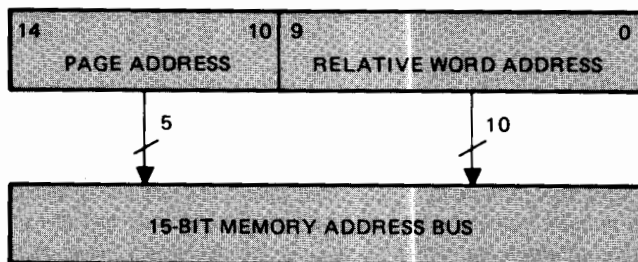 14 10 9 0
PAGE ADDRESS RELATIVE WORD ADDRESS
5 10
15-BIT MEMORY ADDRESS BUS